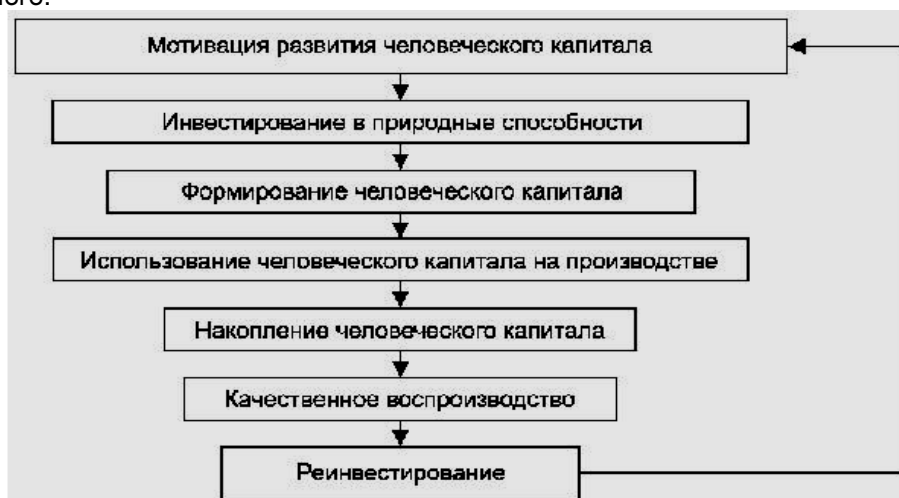 Мотивация развития человеческого капитала
Инвестирование в природные способности
Формирование человеческого капитала
Использование человеческого капитала на производстве
Накопление человеческого капитала
Качественное воспроизводство
Реинвестирование